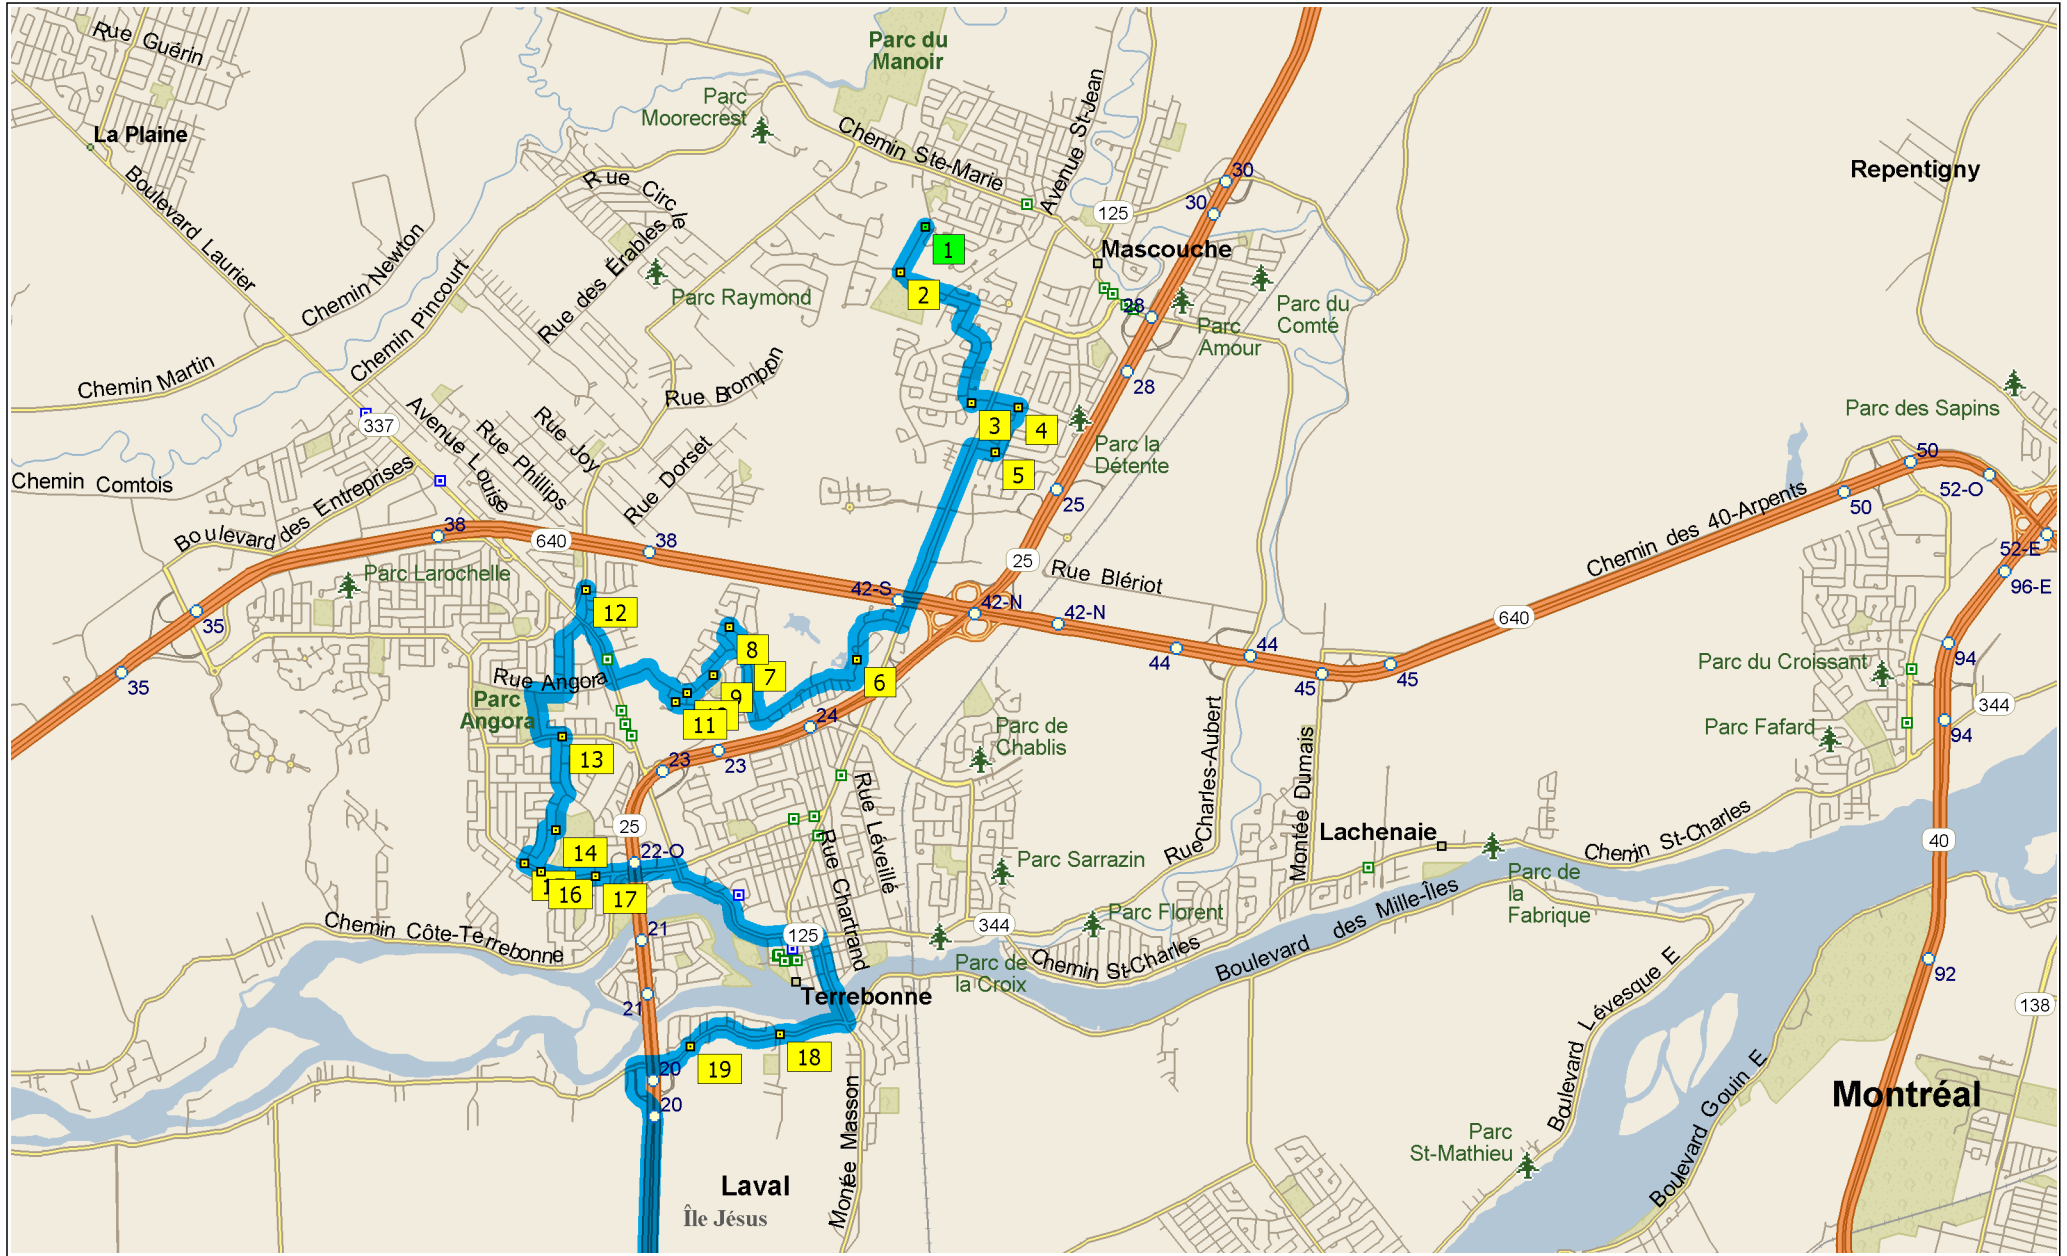 Rue Guérin
La Plaine
Boulevard Laurier
Chemin Newton
Chemin Pincourt
Chemin Martin
Chemin Comtois
337
Boulevard des Entreprises
Avenue Louise
Rue Phillips
Rue Joy
Rue Dorset
Rue Brompton
Rue des Érables
Rue Circle
Parc Raymond
Parc
Moorecrest
Parc du
Manoir
Chemin Ste-Marie
Avenue St-Jean
125
Mascouche
30
30
28
28
Parc
Amour
Parc du
Comté
Repentigny
Parc des Sapins
1
2
3
4
5
Parc la
Détente
25
25
Rue Blériot
Chemin des 40-Arpents
50
50
52-O
52-E
96-E
640
640
38
38
35
35
Parc Larochelle
42-S
42-N
42-N
44
44
45
45
640
12
8
7
9
11
6
Rue Angora
Parc
Angora
13
24
23
23
Parc de
Chablis
Rue Charles-Aubert
Montée Dumais
Parc du Croissant
94
344
Parc Fafard
94
25
14
16
17
22-O
Rue Léveillé
Rue Chartrand
Parc Sarrazin
Lachenaie
Chemin St-Charles
Parc de
la
Fabrique
40
Chemin Côte-Terrebonne
21
21
125
Terrebonne
344
Parc de
la Croix
Parc Florent
Chemin St-Charles
Boulevard des Mille-Îles
92
138
18
19
20
20
Montée Masson
Laval
Île Jésus
Boulevard Lévesque E
Boulevard Gouin E
Parc
St-Mathieu
Montréal